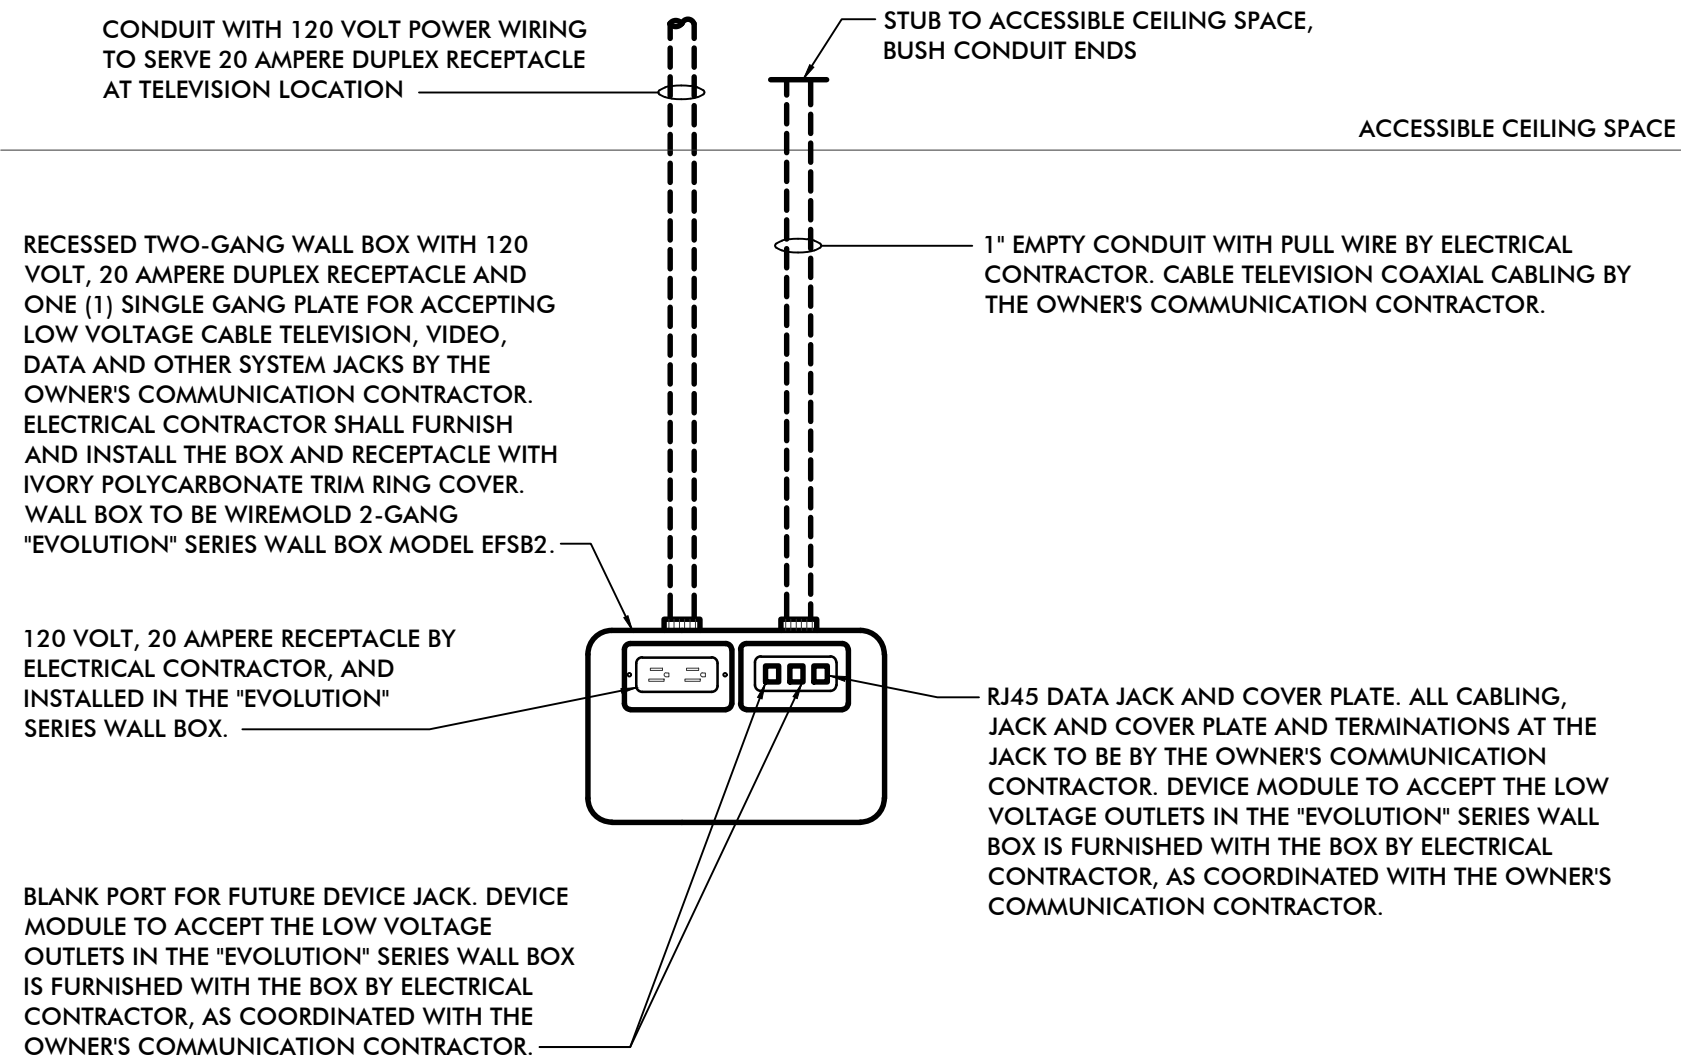 CONDUIT WITH 120 VOLT POWER WIRING
TO SERVE 20 AMPERE DUPLEX RECEPTACLE
AT TELEVISION LOCATION
STUB TO ACCESSIBLE CEILING SPACE,
BUSH CONDUIT ENDS
ACCESSIBLE CEILING SPACE
RECESSED TWO-GANG WALL BOX WITH 120
VOLT, 20 AMPERE DUPLEX RECEPTACLE AND
ONE (1) SINGLE GANG PLATE FOR ACCEPTING
LOW VOLTAGE CABLE TELEVISION, VIDEO,
DATA AND OTHER SYSTEM JACKS BY THE
OWNER'S COMMUNICATION CONTRACTOR.
ELECTRICAL CONTRACTOR SHALL FURNISH
AND INSTALL THE BOX AND RECEPTACLE WITH
IVORY POLYCARBONATE TRIM RING COVER.
WALL BOX TO BE WIREMOLD 2-GANG
"EVOLUTION" SERIES WALL BOX MODEL EFSB2.
1" EMPTY CONDUIT WITH PULL WIRE BY ELECTRICAL
CONTRACTOR. CABLE TELEVISION COAXIAL CABLING BY
THE OWNER'S COMMUNICATION CONTRACTOR.
120 VOLT, 20 AMPERE RECEPTACLE BY
ELECTRICAL CONTRACTOR, AND
INSTALLED IN THE "EVOLUTION"
SERIES WALL BOX.
RJ45 DATA JACK AND COVER PLATE. ALL CABLING,
JACK AND COVER PLATE AND TERMINATIONS AT THE
JACK TO BE BY THE OWNER'S COMMUNICATION
CONTRACTOR. DEVICE MODULE TO ACCEPT THE LOW
VOLTAGE OUTLETS IN THE "EVOLUTION" SERIES WALL
BOX IS FURNISHED WITH THE BOX BY ELECTRICAL
CONTRACTOR, AS COORDINATED WITH THE OWNER'S
COMMUNICATION CONTRACTOR.
BLANK PORT FOR FUTURE DEVICE JACK. DEVICE
MODULE TO ACCEPT THE LOW VOLTAGE
OUTLETS IN THE "EVOLUTION" SERIES WALL BOX
IS FURNISHED WITH THE BOX BY ELECTRICAL
CONTRACTOR, AS COORDINATED WITH THE
OWNER'S COMMUNICATION CONTRACTOR.